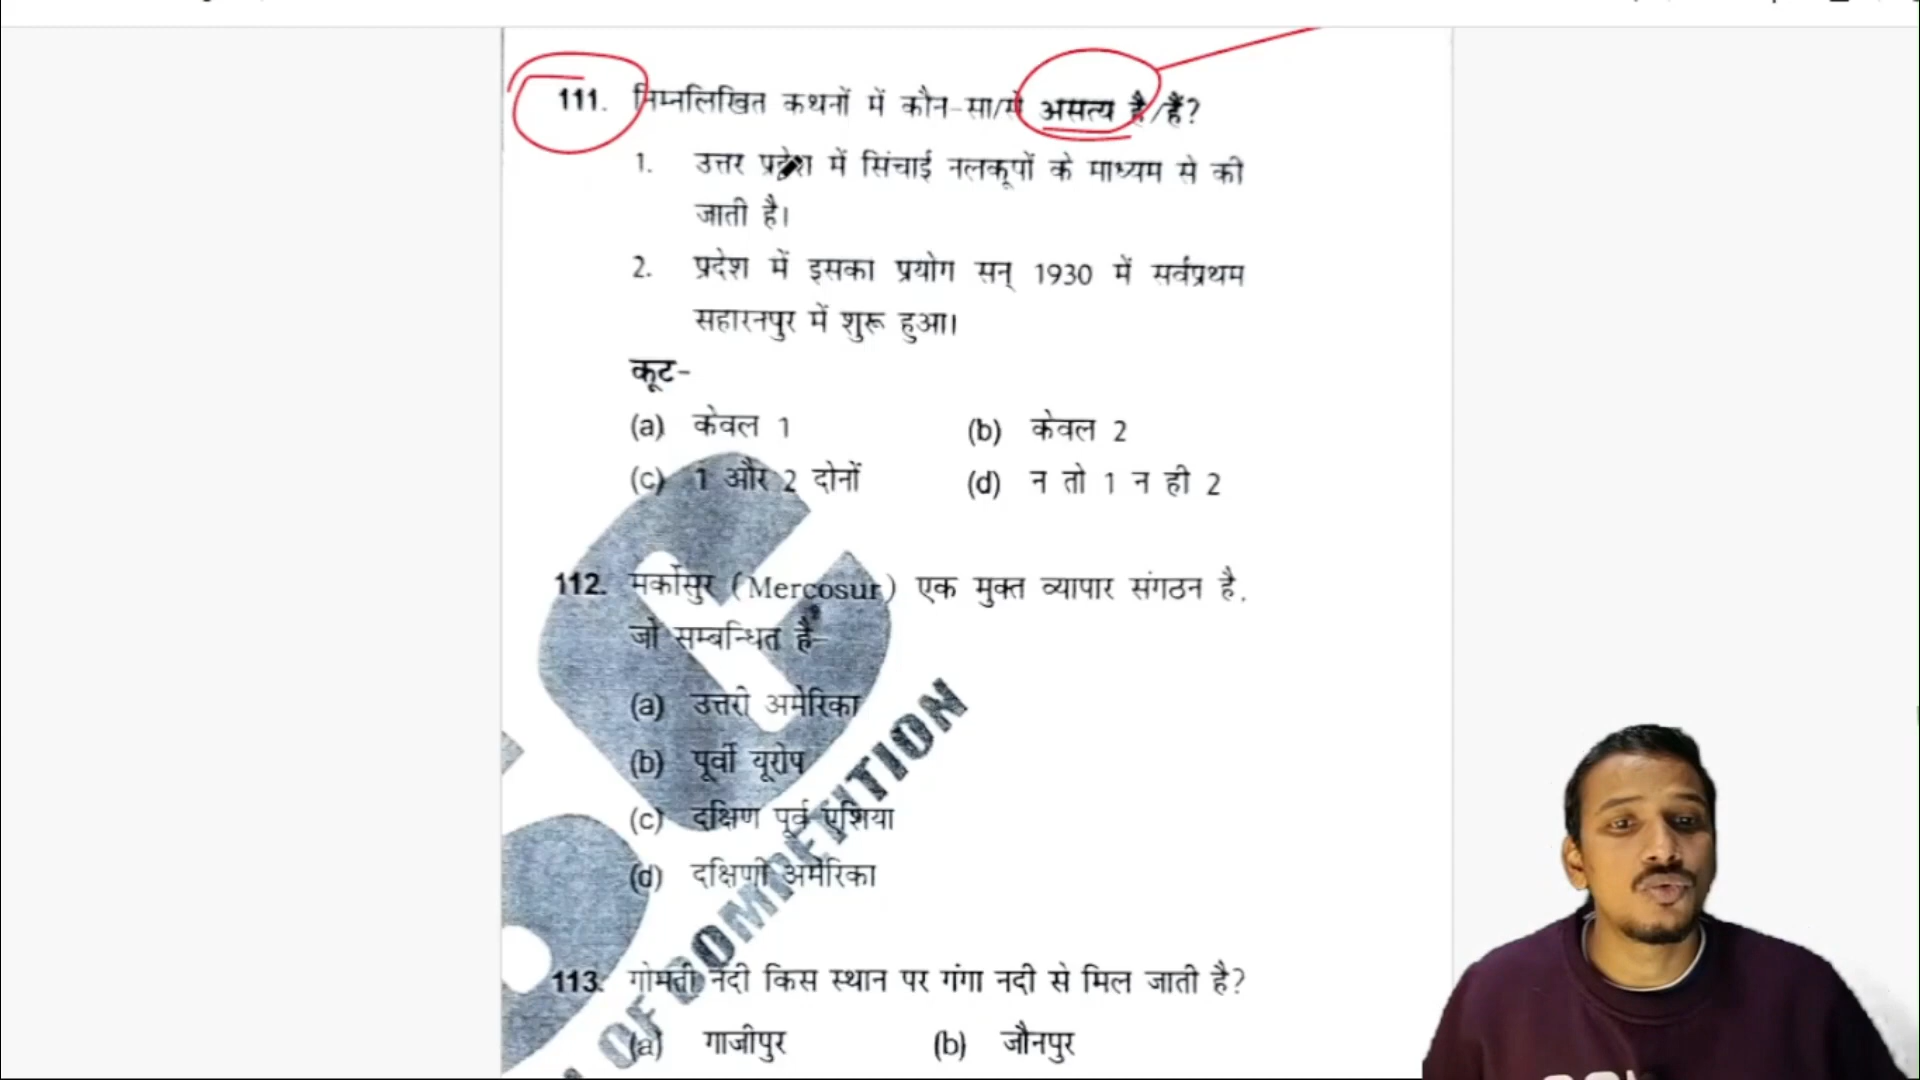 111. निम्नलिखित कथनों में कौन-सा/से असत्य है/हैं?
1. उत्तर प्रदेश में सिंचाई नलकूपों के माध्यम से की
जाती है।
2. प्रदेश में इसका प्रयोग सन् 1930 में सर्वप्रथम
सहारनपुर में शुरू हुआ।
कूट-
(a) केवल 1 (b) केवल 2
(c) 1 और 2 दोनों (d) न तो 1 न ही 2
112. मर्कोसुर (Mercosur) एक मुक्त व्यापार संगठन है,
जो सम्बन्धित है-
(a) उत्तरी अमेरिका
(b) पूर्वी यूरोप
(c) दक्षिण पूर्व एशिया
(d) दक्षिणी अमेरिका
113. गोमती नदी किस स्थान पर गंगा नदी से मिल जाती है?
(a) गाजीपुर (b) जौनपुर
OF COMPETITION